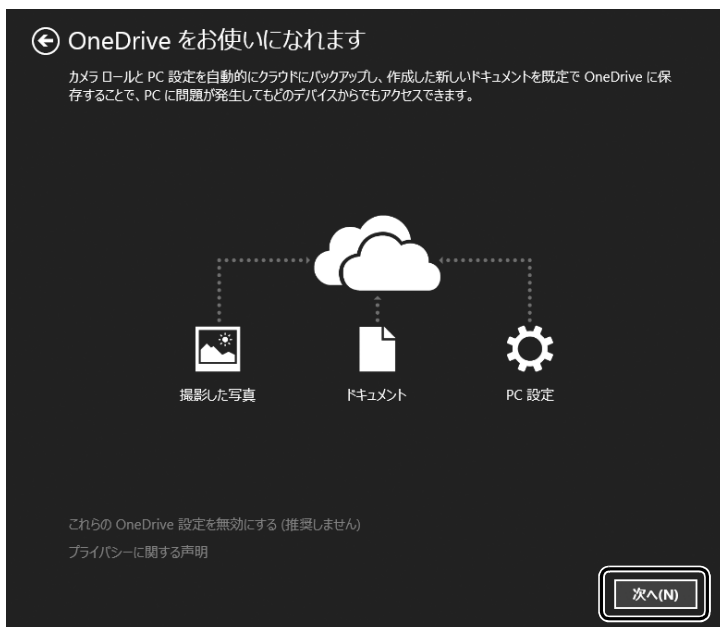 OneDrive をお使いになれます
カメラ ロールと PC 設定を自動的にクラウドにバックアップし、作成した新しいドキュメントを既定で OneDrive に保
存することで、PC に問題が発生してもどのデバイスからでもアクセスできます。
撮影した写真
ドキュメント
PC 設定
これらの OneDrive 設定を無効にする (推奨しません)
プライバシーに関する声明
次へ(N)